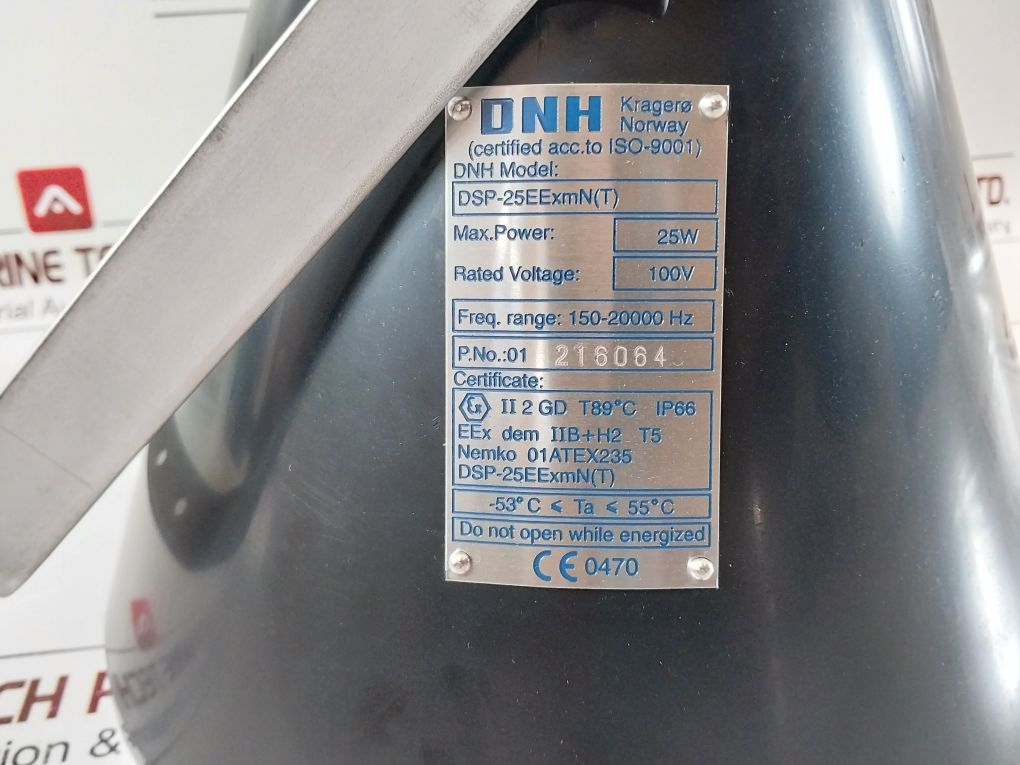 DNH Kragerø
Norway
(certified acc.to ISO-9001)
DNH Model:
DSP-25EExmN(T)
Max.Power: 25W
Rated Voltage: 100V
Freq. range: 150-20000 Hz
P.No.:01 216064
Certificate:
Ex II 2 GD T89°C IP66
EEx dem IIB+H2 T5
Nemko 01ATEX235
DSP-25EExmN(T)
-53°C ≤ Ta ≤ 55°C
Do not open while energized
CE 0470